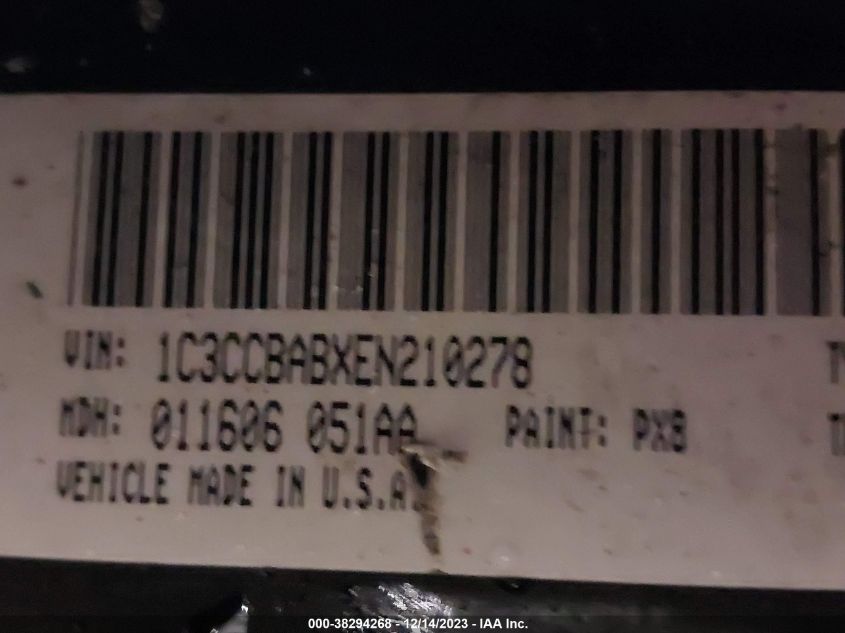 VIN: 1C3CCBABXEN210278
MDH: 011606 051AA PAINT: PX8
VEHICLE MADE IN U.S.A.
000-38294268 - 12/14/2023 - IAA Inc.